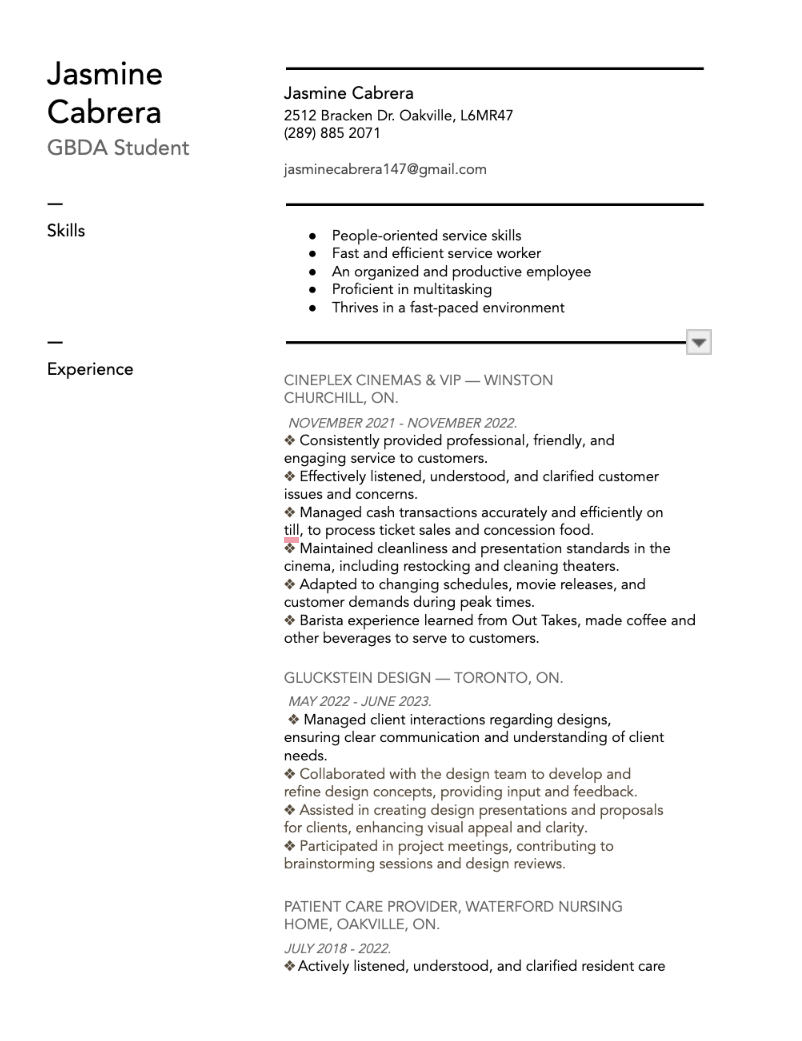 Jasmine
Cabrera
GBDA Student
Jasmine Cabrera
2512 Bracken Dr. Oakville, L6MR47
(289) 885 2071
jasminecabrera147@gmail.com
—
Skills
● People-oriented service skills
● Fast and efficient service worker
● An organized and productive employee
● Proficient in multitasking
● Thrives in a fast-paced environment
—
Experience
CINEPLEX CINEMAS & VIP — WINSTON
CHURCHILL, ON.
NOVEMBER 2021 - NOVEMBER 2022.
❖ Consistently provided professional, friendly, and
engaging service to customers.
❖ Effectively listened, understood, and clarified customer
issues and concerns.
❖ Managed cash transactions accurately and efficiently on
till, to process ticket sales and concession food.
❖ Maintained cleanliness and presentation standards in the
cinema, including restocking and cleaning theaters.
❖ Adapted to changing schedules, movie releases, and
customer demands during peak times.
❖ Barista experience learned from Out Takes, made coffee and
other beverages to serve to customers.
GLUCKSTEIN DESIGN — TORONTO, ON.
MAY 2022 - JUNE 2023.
❖ Managed client interactions regarding designs,
ensuring clear communication and understanding of client
needs.
❖ Collaborated with the design team to develop and
refine design concepts, providing input and feedback.
❖ Assisted in creating design presentations and proposals
for clients, enhancing visual appeal and clarity.
❖ Participated in project meetings, contributing to
brainstorming sessions and design reviews.
PATIENT CARE PROVIDER, WATERFORD NURSING
HOME, OAKVILLE, ON.
JULY 2018 - 2022.
❖Actively listened, understood, and clarified resident care